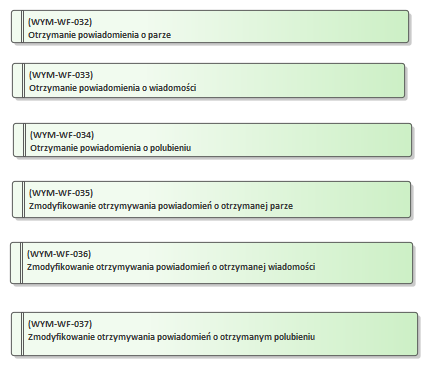 (WYM-WF-032)
Otrzymanie powiadomienia o parze
(WYM-WF-033)
Otrzymanie powiadomienia o wiadomości
(WYM-WF-034)
Otrzymanie powiadomienia o polubieniu
(WYM-WF-035)
Zmodyfikowanie otrzymywania powiadomień o otrzymanej parze
(WYM-WF-036)
Zmodyfikowanie otrzymywania powiadomień o otrzymanej wiadomości
(WYM-WF-037)
Zmodyfikowanie otrzymywania powiadomień o otrzymanym polubieniu